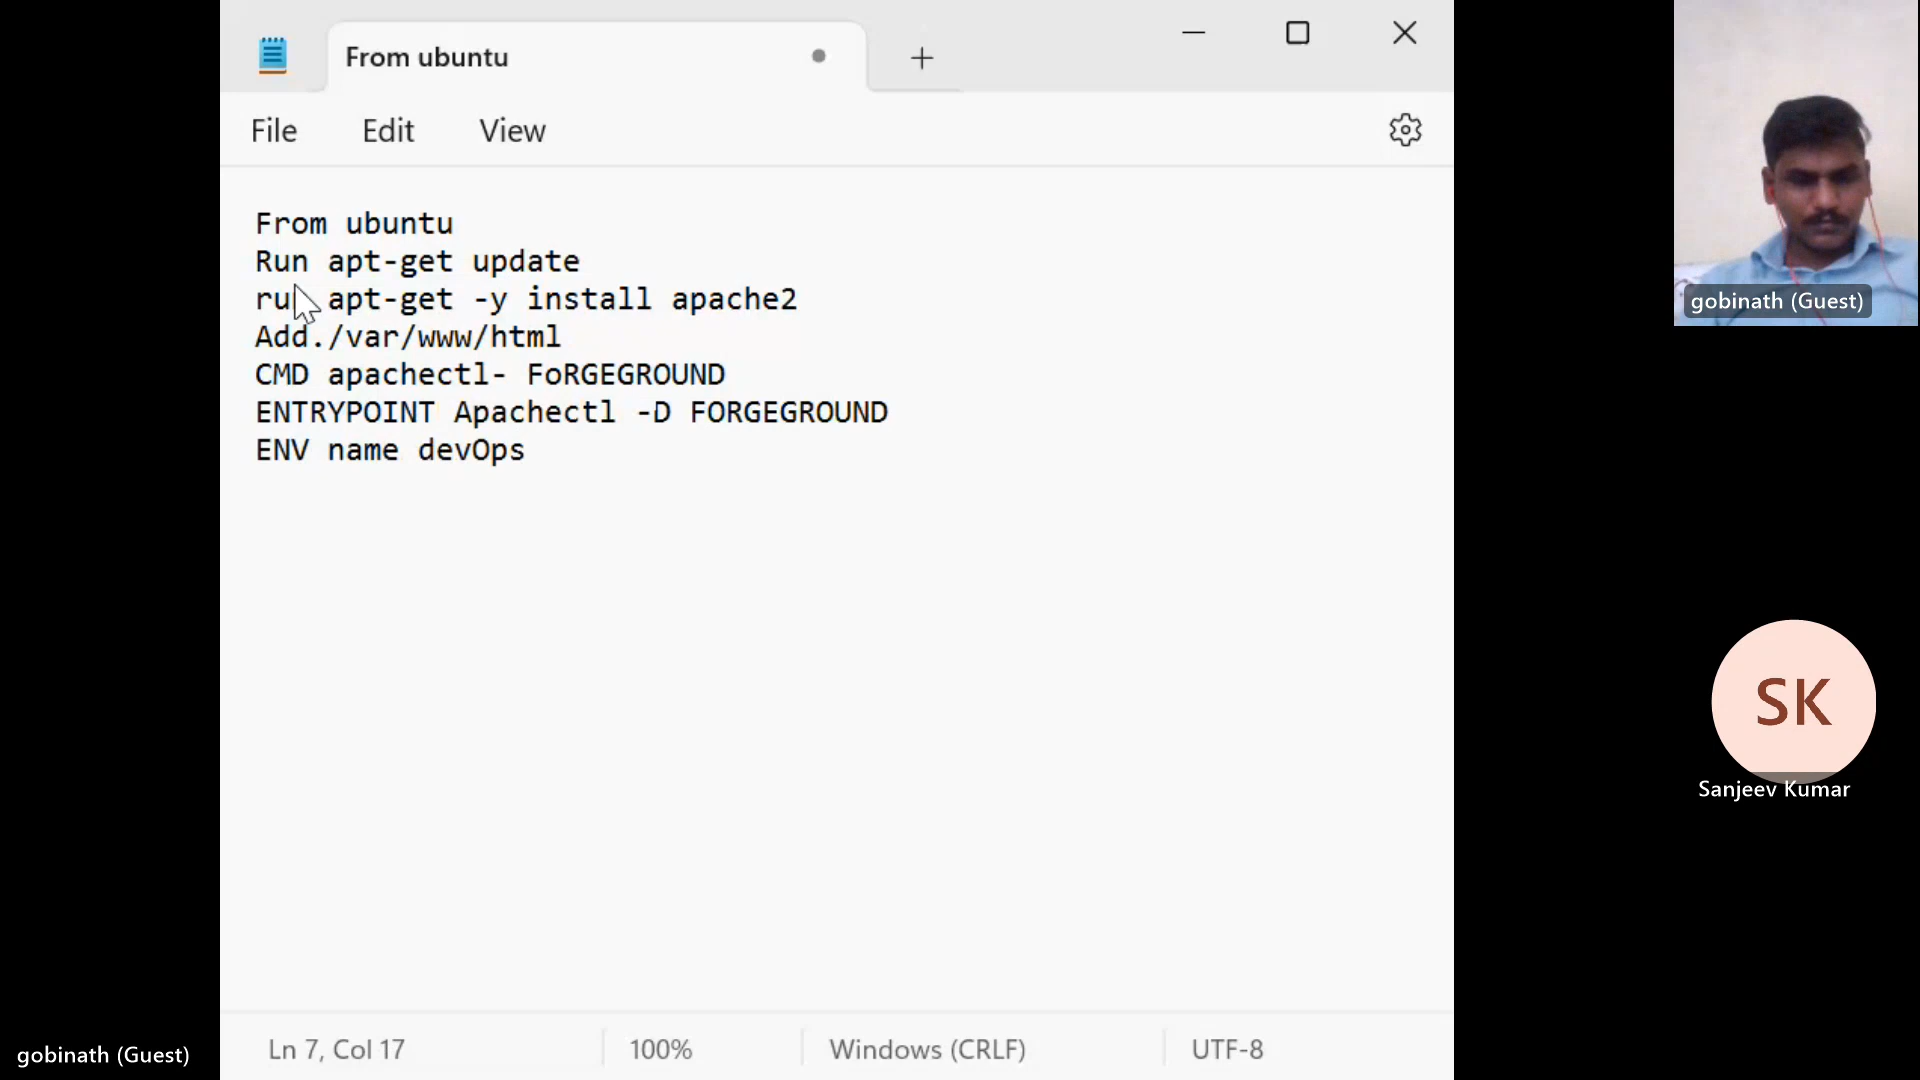 From ubuntu
File Edit View
From ubuntu
Run apt-get update
run apt-get -y install apache2
Add./var/www/html
CMD apachectl- FoRGEGROUND
ENTRYPOINT Apachectl -D FORGEGROUND
ENV name devOps
Ln 7, Col 17 100% Windows (CRLF) UTF-8
gobinath (Guest)
SK
Sanjeev Kumar
gobinath (Guest)